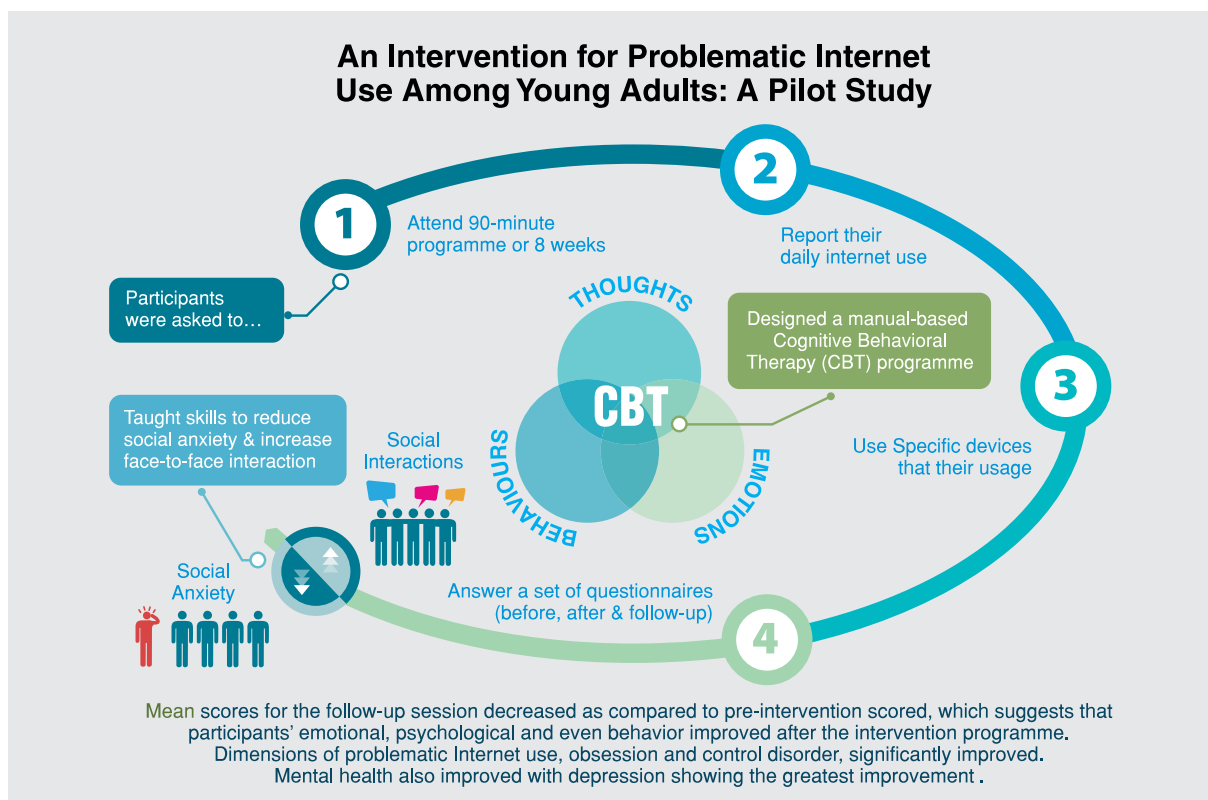 An Intervention for Problematic Internet
Use Among Young Adults: A Pilot Study
1
Attend 90-minute
programme or 8 weeks
2
Report their
daily internet use
Participants
were asked to...
THOUGHTS
CBT
BEHAVIOURS
EMOTIONS
Designed a manual-based
Cognitive Behavioral
Therapy (CBT) programme
3
Use Specific devices
that their usage
Taught skills to reduce
social anxiety & increase
face-to-face interaction
Social
Interactions
Social
Anxiety
Answer a set of questionnaires
(before, after & follow-up)
4
Mean scores for the follow-up session decreased as compared to pre-intervention scored, which suggests that
participants’ emotional, psychological and even behavior improved after the intervention programme.
Dimensions of problematic Internet use, obsession and control disorder, significantly improved.
Mental health also improved with depression showing the greatest improvement .